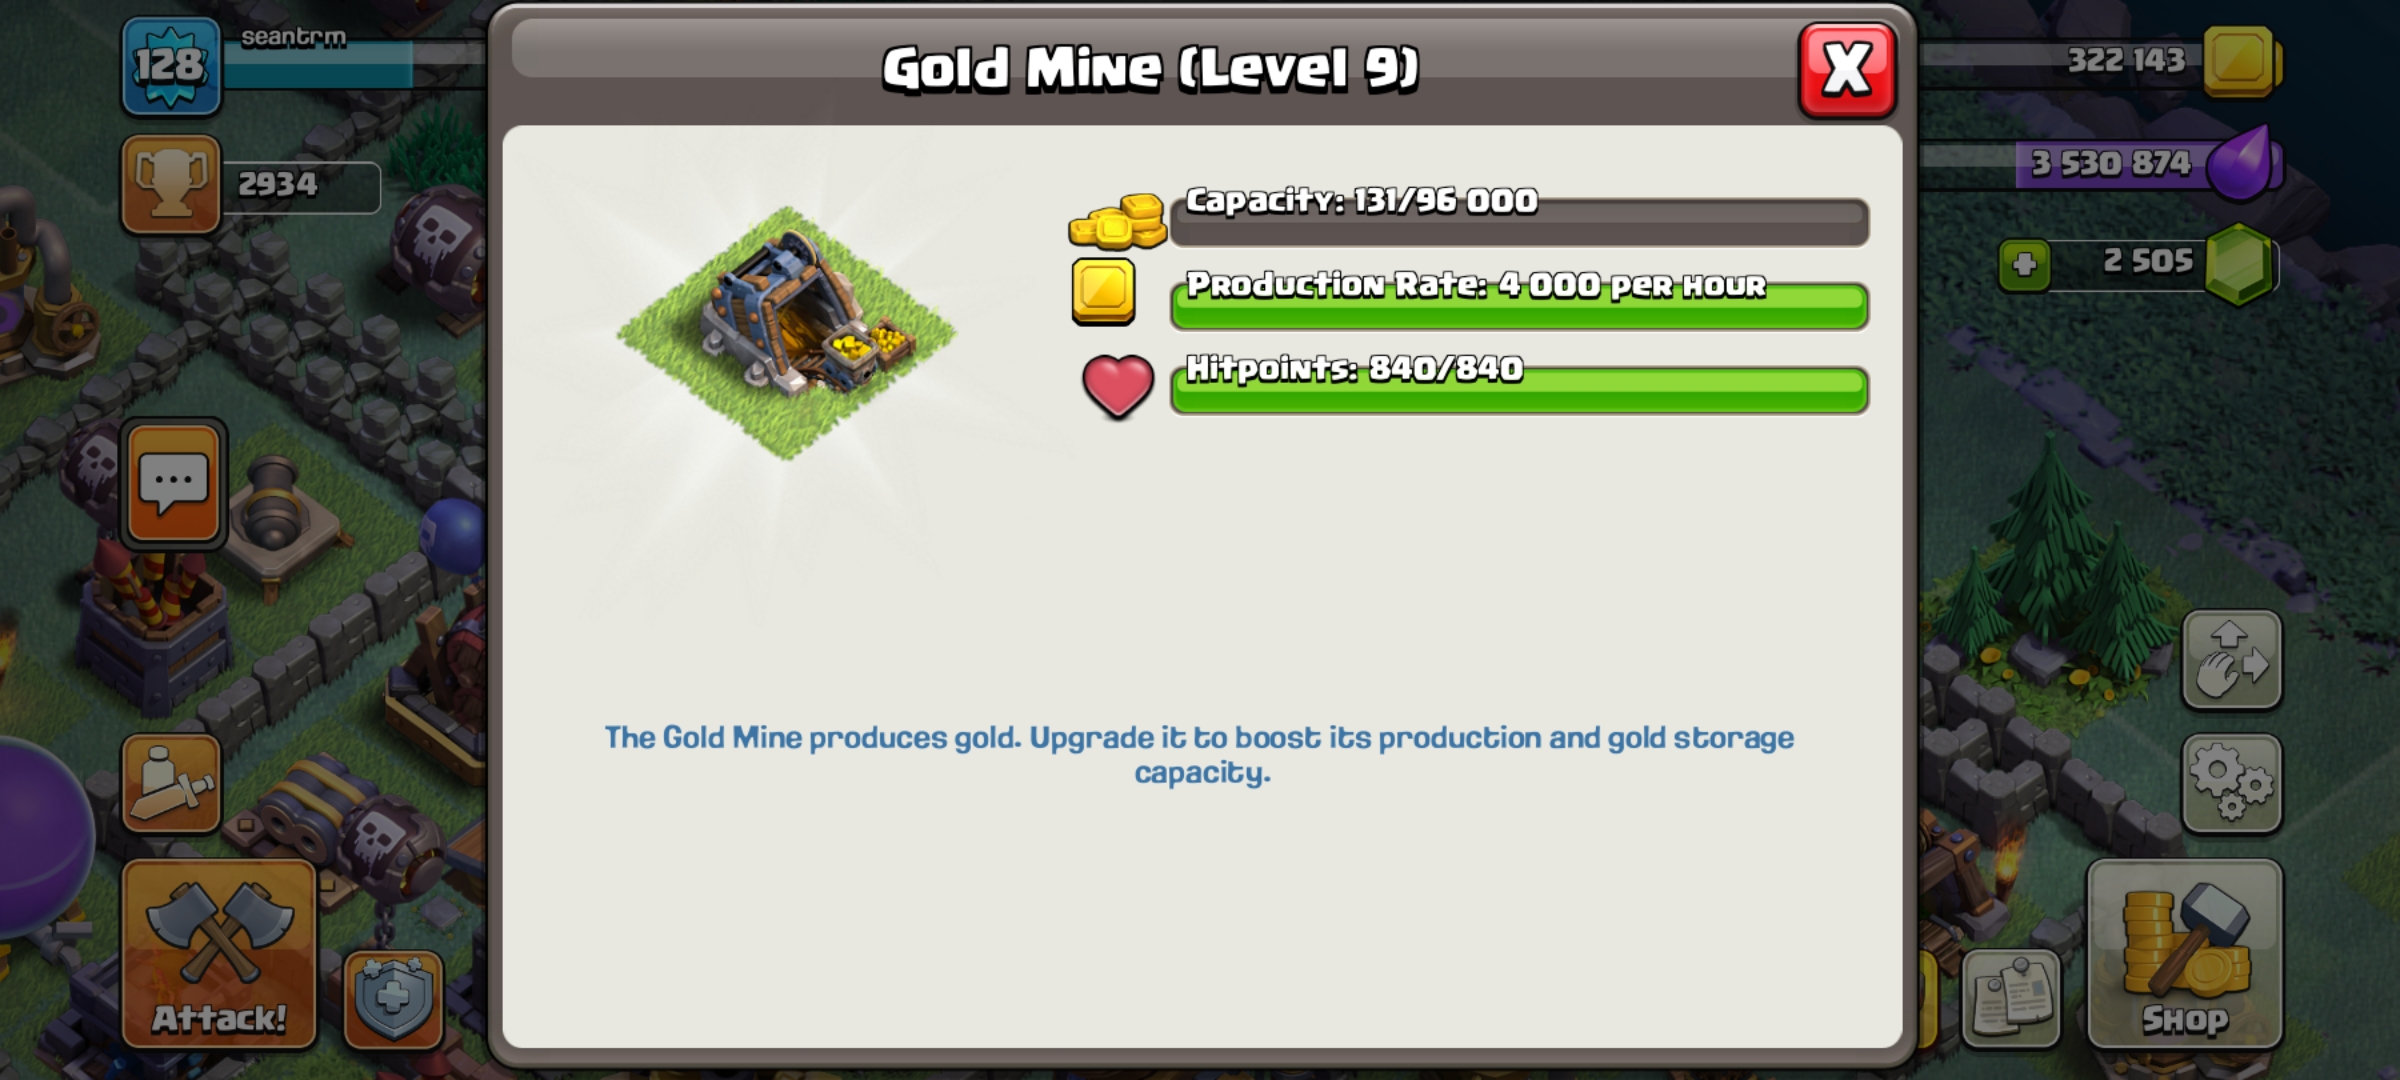 128
seantrm
Gold Mine (Level 9)
X
322 143
2934
3 530 874
2 505
Capacity: 131/96 000
Production Rate: 4 000 per hour
Hitpoints: 840/840
The Gold Mine produces gold. Upgrade it to boost its production and gold storage
capacity.
Attack!
Shop